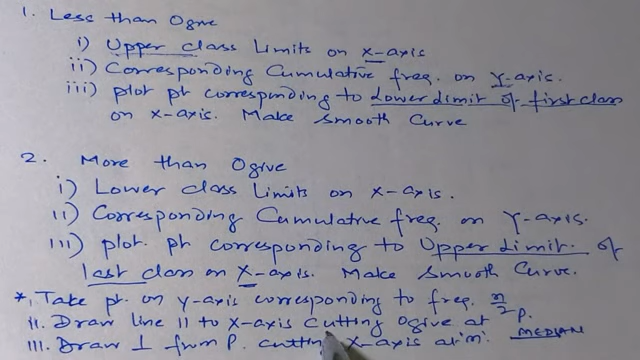 1. Less than Ogive
i) Upper class Limits on x-axis
ii) Corresponding Cumulative freq. on Y-axis.
iii) plot pt corresponding to Lower Limit of first class
on x-axis. Make Smooth Curve
2. More than Ogive
i) Lower class Limits on x-axis.
ii) Corresponding Cumulative freq. on Y-axis.
iii) plot. pt corresponding to Upper Limit. of
last class on X-axis. Make Smooth Curve.
*i. Take pt. on y-axis corresponding to freq. n/2
ii. Draw line || to x-axis cutting ogive at P.
iii. Draw ⊥ from P. cutting X-axis at 'm'. MEDIAN